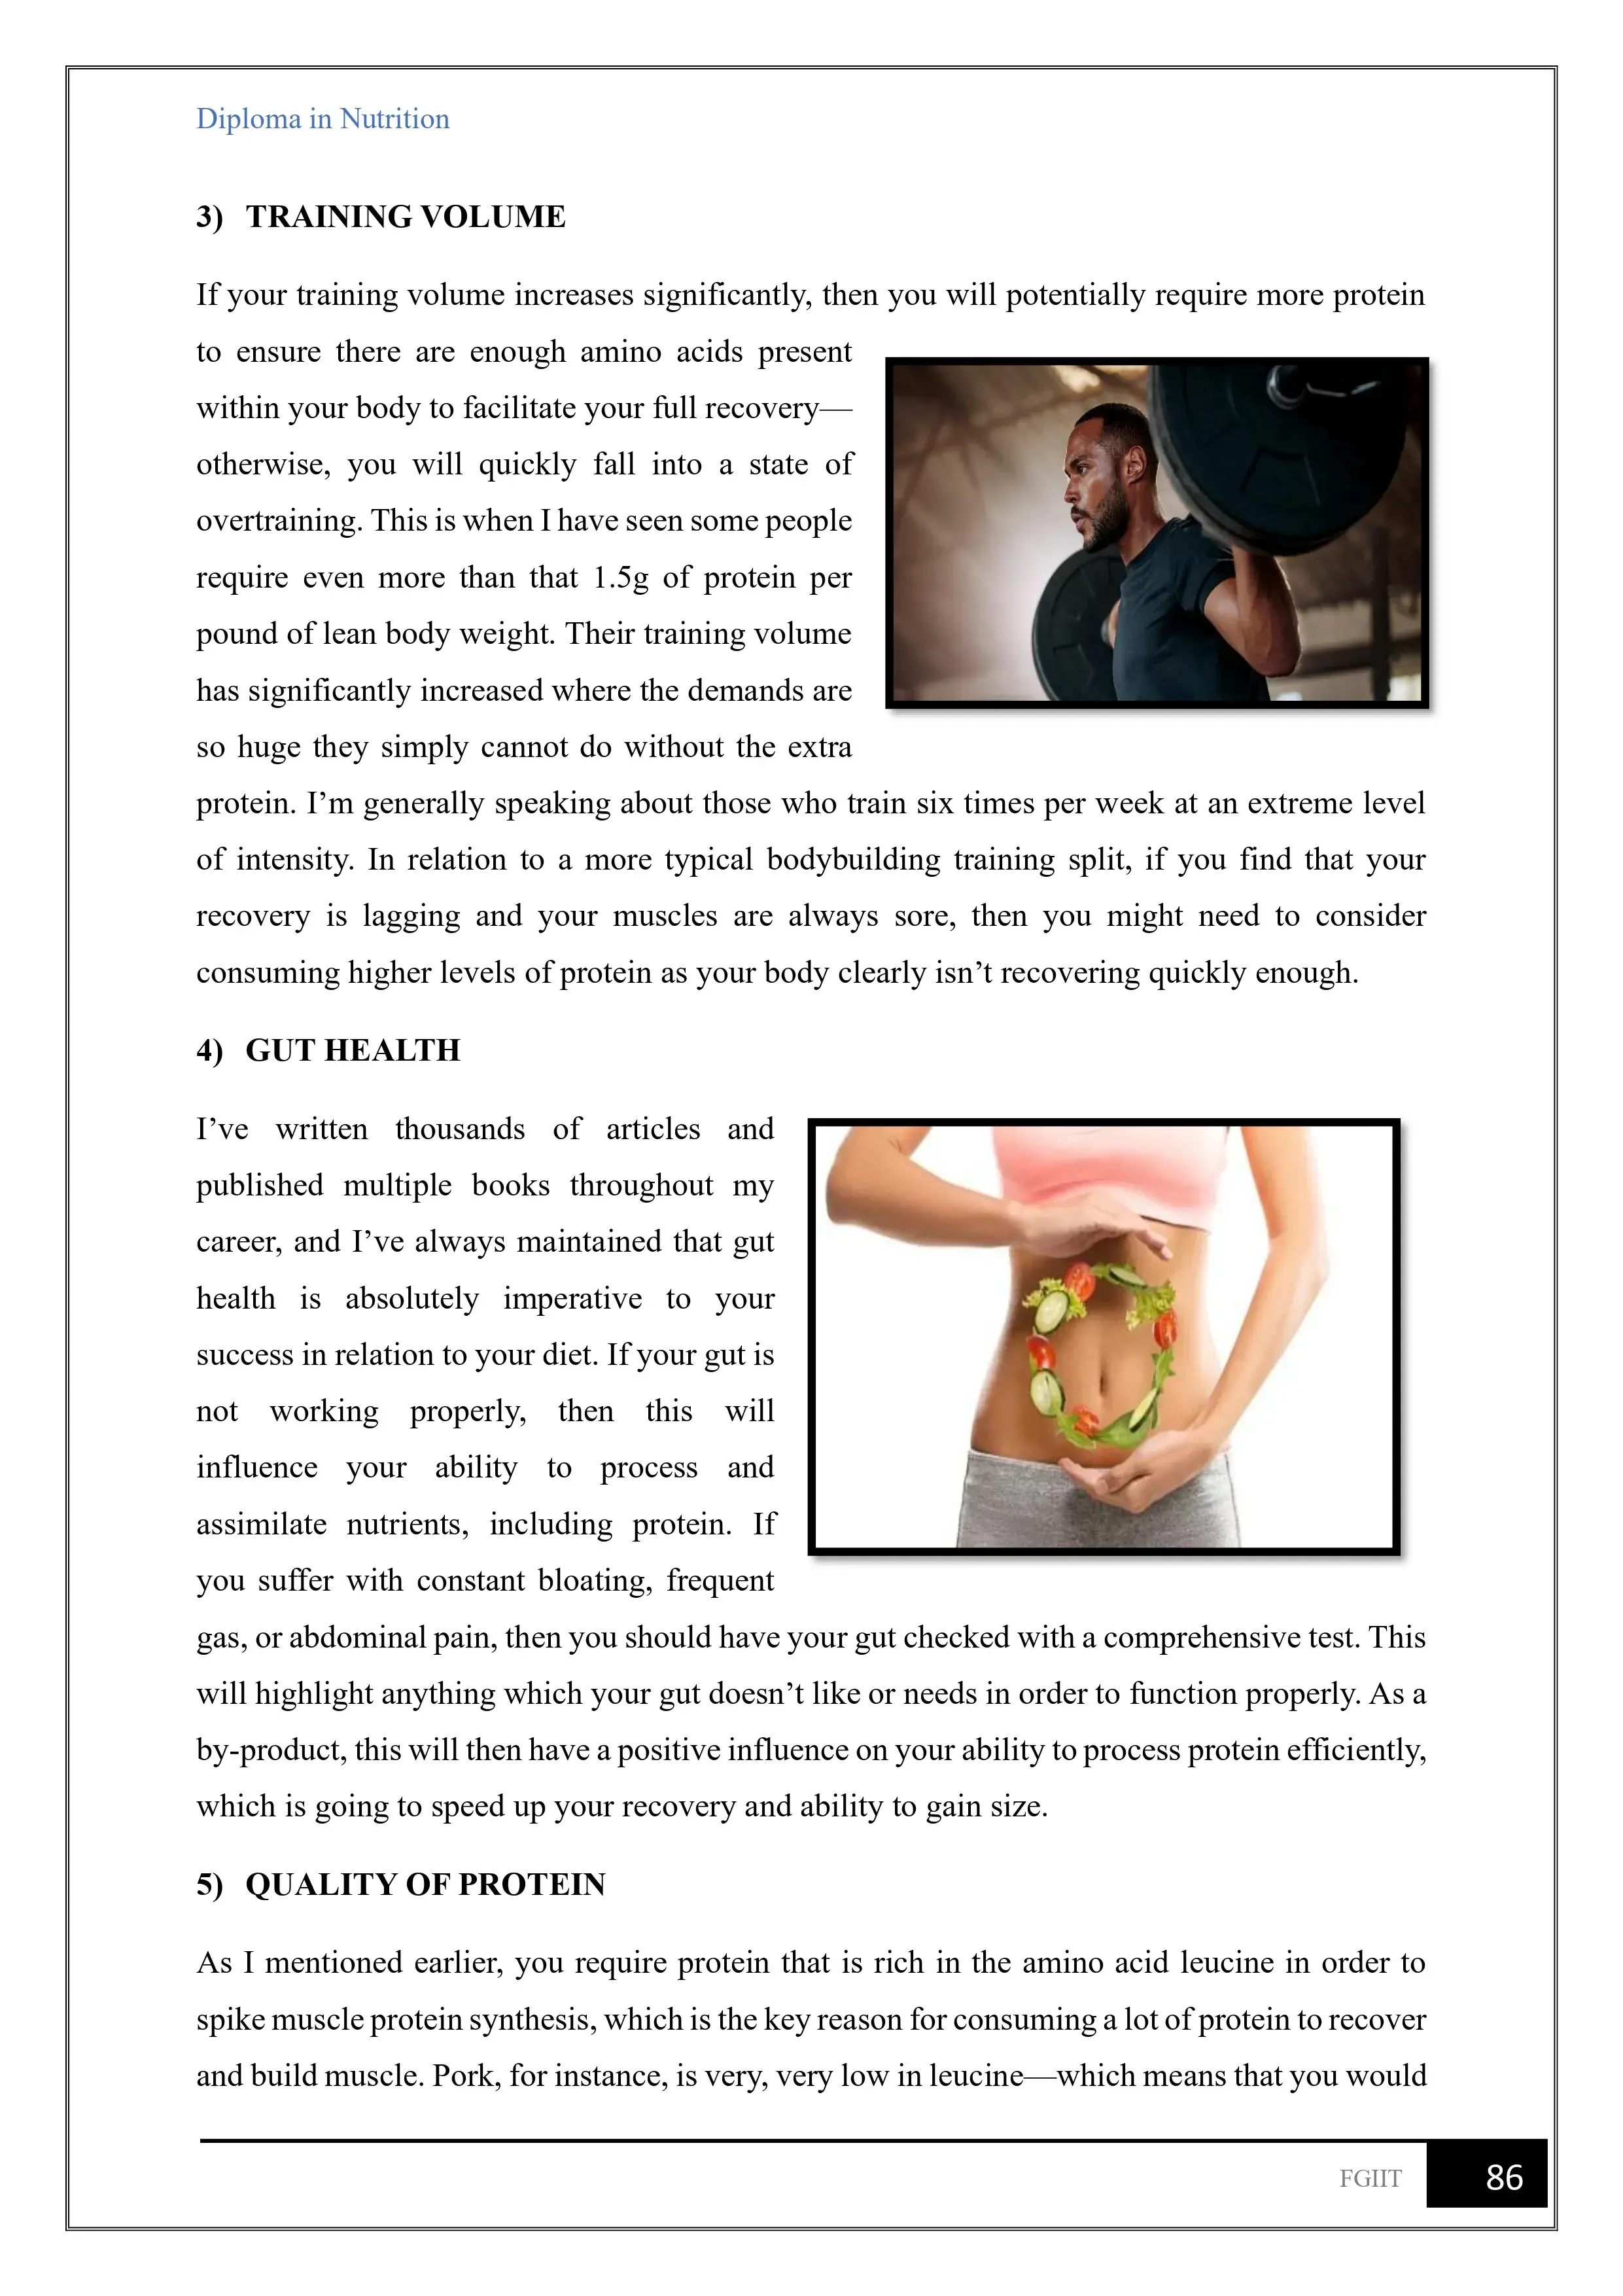 Diploma in Nutrition
3) TRAINING VOLUME
If your training volume increases significantly, then you will potentially require more protein
to ensure there are enough amino acids present
within your body to facilitate your full recovery—
otherwise, you will quickly fall into a state of
overtraining. This is when I have seen some people
require even more than that 1.5g of protein per
pound of lean body weight. Their training volume
has significantly increased where the demands are
so huge they simply cannot do without the extra
protein. I’m generally speaking about those who train six times per week at an extreme level
of intensity. In relation to a more typical bodybuilding training split, if you find that your
recovery is lagging and your muscles are always sore, then you might need to consider
consuming higher levels of protein as your body clearly isn’t recovering quickly enough.
4) GUT HEALTH
I’ve written thousands of articles and
published multiple books throughout my
career, and I’ve always maintained that gut
health is absolutely imperative to your
success in relation to your diet. If your gut is
not working properly, then this will
influence your ability to process and
assimilate nutrients, including protein. If
you suffer with constant bloating, frequent
gas, or abdominal pain, then you should have your gut checked with a comprehensive test. This
will highlight anything which your gut doesn’t like or needs in order to function properly. As a
by-product, this will then have a positive influence on your ability to process protein efficiently,
which is going to speed up your recovery and ability to gain size.
5) QUALITY OF PROTEIN
As I mentioned earlier, you require protein that is rich in the amino acid leucine in order to
spike muscle protein synthesis, which is the key reason for consuming a lot of protein to recover
and build muscle. Pork, for instance, is very, very low in leucine—which means that you would
FGIIT 86